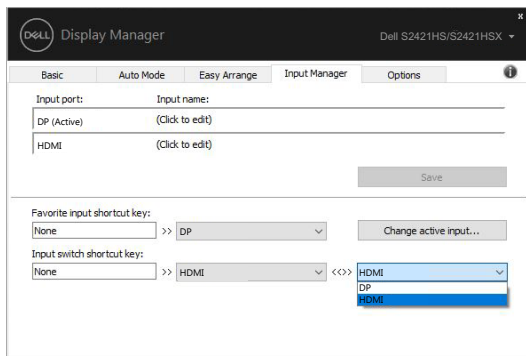 x
DELL Display Manager Dell S2421HS/S2421HSX
Basic Auto Mode Easy Arrange Input Manager Options i
Input port: Input name:
DP (Active) (Click to edit)
HDMI (Click to edit)
Save
Favorite input shortcut key:
None >> DP Change active input...
Input switch shortcut key:
None >> HDMI <<>> HDMI
DP
HDMI